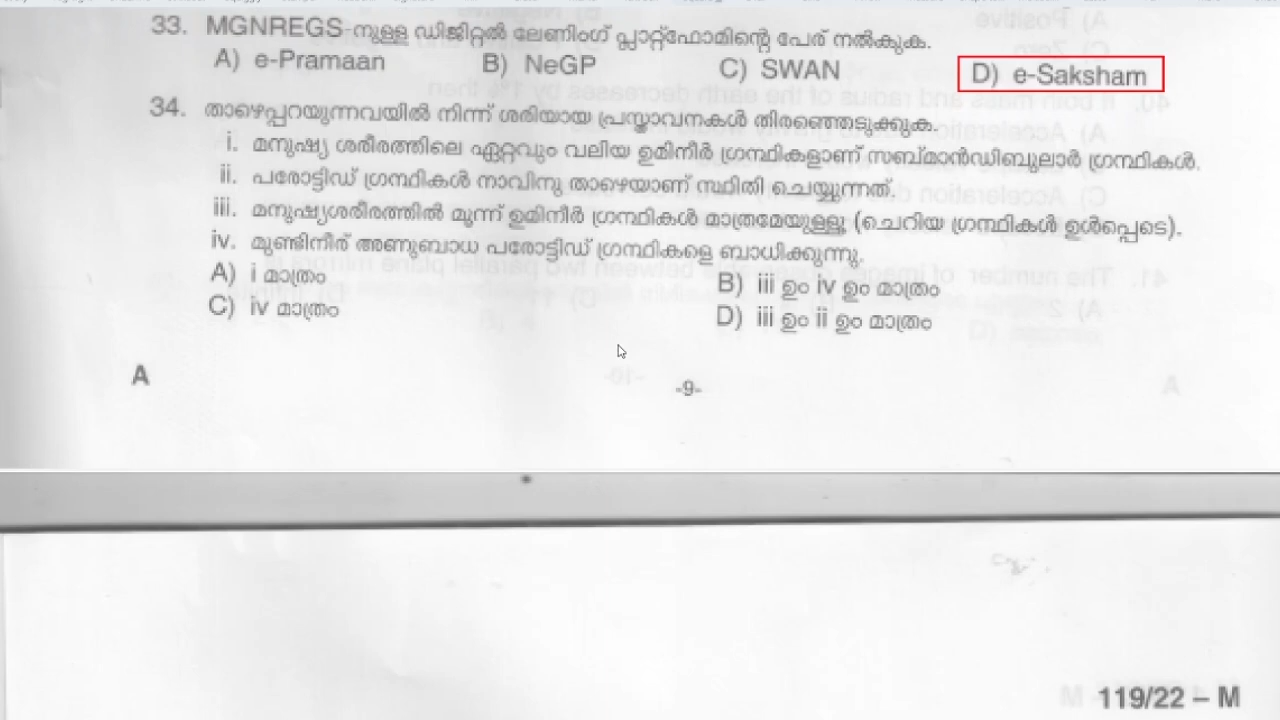 33. MGNREGS നുള്ള ഡിജിറ്റൽ ലേണിംഗ് പ്ലാറ്റ്ഫോമിന്റെ പേര് നൽകുക.
A) e-Pramaan B) NeGP C) SWAN D) e-Saksham
34. താഴെപ്പറയുന്നവയിൽ നിന്ന് ശരിയായ പ്രസ്താവനകൾ തിരഞ്ഞെടുക്കുക.
i. മനുഷ്യ ശരീരത്തിലെ ഏറ്റവും വലിയ ഉമിനീർ ഗ്രന്ഥികളാണ് സബ്മാൻഡിബുലാർ ഗ്രന്ഥികൾ.
ii. പരോട്ടിഡ് ഗ്രന്ഥികൾ നാവിനു താഴെയാണ് സ്ഥിതി ചെയ്യുന്നത്.
iii. മനുഷ്യശരീരത്തിൽ മൂന്ന് ഉമിനീർ ഗ്രന്ഥികൾ മാത്രമേയുള്ളൂ (ചെറിയ ഗ്രന്ഥികൾ ഉൾപ്പെടെ).
iv. മുണ്ടിനീര് അണുബാധ പരോട്ടിഡ് ഗ്രന്ഥികളെ ബാധിക്കുന്നു.
A) i മാത്രം B) iii ഉം iv ഉം മാത്രം
C) iv മാത്രം D) iii ഉം ii ഉം മാത്രം
A -9-
119/22 – M